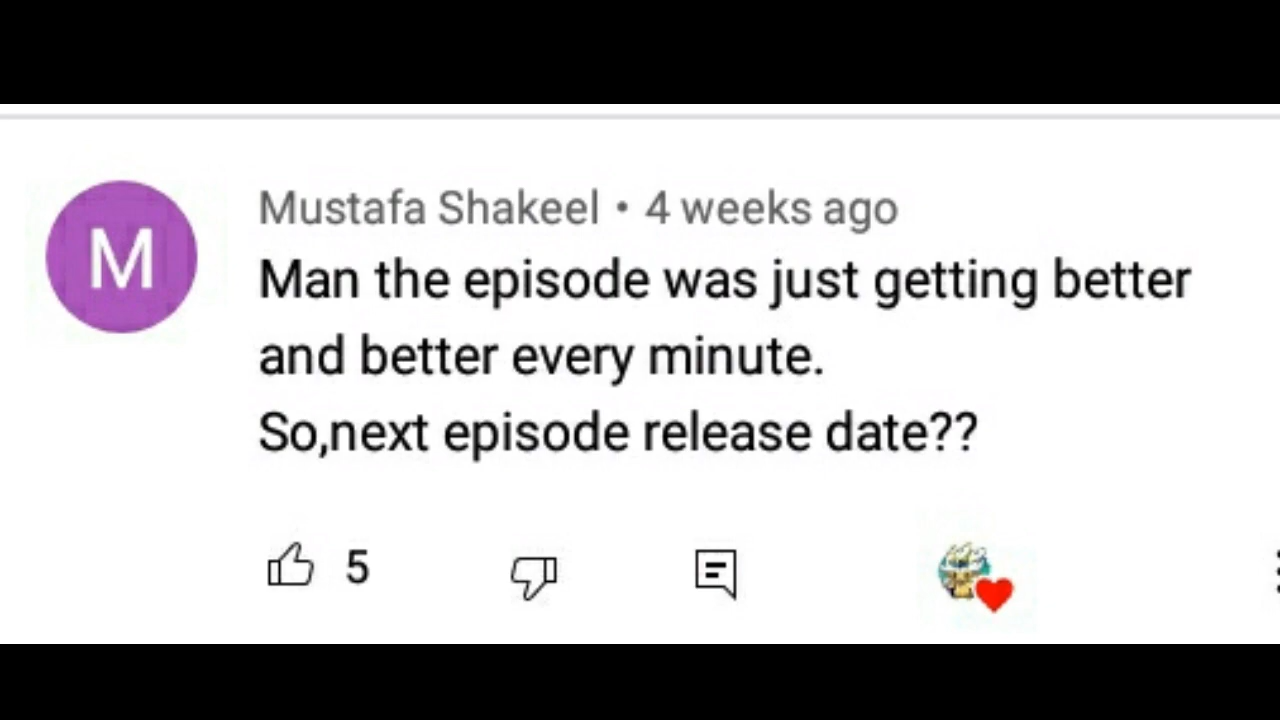 M
Mustafa Shakeel • 4 weeks ago
Man the episode was just getting better
and better every minute.
So,next episode release date??
5